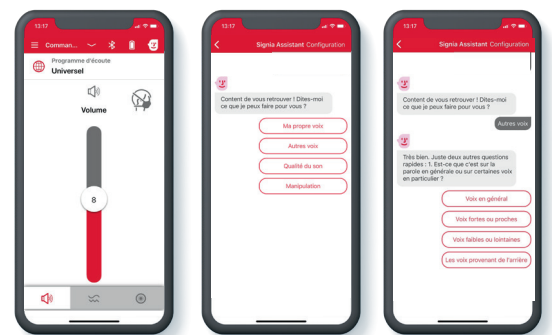 13:17
Comman...
Programme d'écoute
Universel
Volume
8
13:17
Signia Assistant Configuration
Content de vous retrouver ! Dites-moi
ce que je peux faire pour vous ?
Ma propre voix
Autres voix
Qualité du son
Manipulation
13:17
Signia Assistant Configuration
Content de vous retrouver ! Dites-moi
ce que je peux faire pour vous ?
Autres voix
Très bien. Juste deux autres questions
rapides : 1. Est-ce que c'est sur la
parole en générale ou sur certaines voix
en particulier ?
Voix en général
Voix fortes ou proches
Voix faibles ou lointaines
Les voix provenant de l'arrière